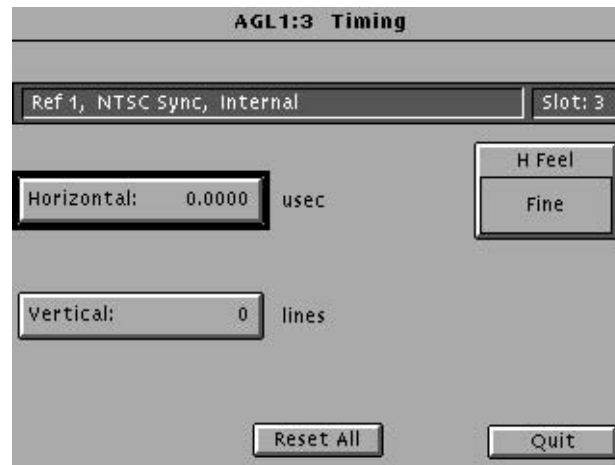 AGL1:3 Timing
Ref 1, NTSC Sync, Internal Slot: 3
H Feel
Horizontal: 0.0000 usec Fine
Vertical: 0 lines
Reset All Quit